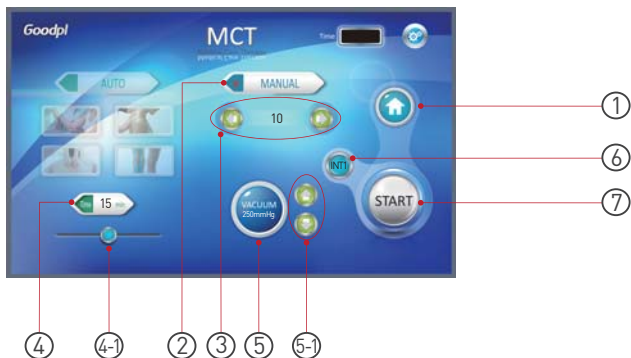 Goodpl
MCT
Time
AUTO
MANUAL
10
1
INT1
6
15 min
VACUUM
250mmHg
START
7
4
4-1
2
3
5
5-1